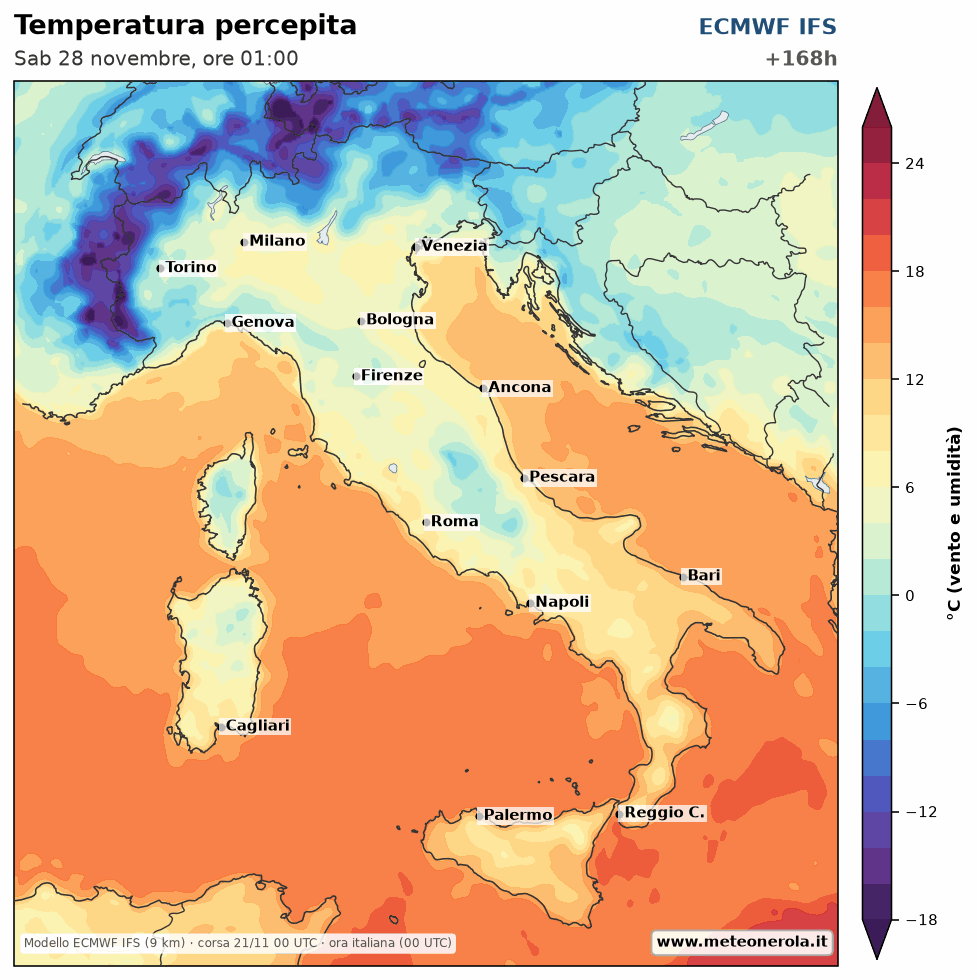 Temperatura percepita
ECMWF IFS
Sab 28 novembre, ore 01:00
+168h
Milano
Venezia
Torino
Genova
Bologna
Firenze
Ancona
Pescara
Roma
Bari
Napoli
Cagliari
Palermo
Reggio C.
24
18
12
6
0
−6
−12
−18
°C (vento e umidità)
Modello ECMWF IFS (9 km) · corsa 21/11 00 UTC · ora italiana (00 UTC)
www.meteonerola.it